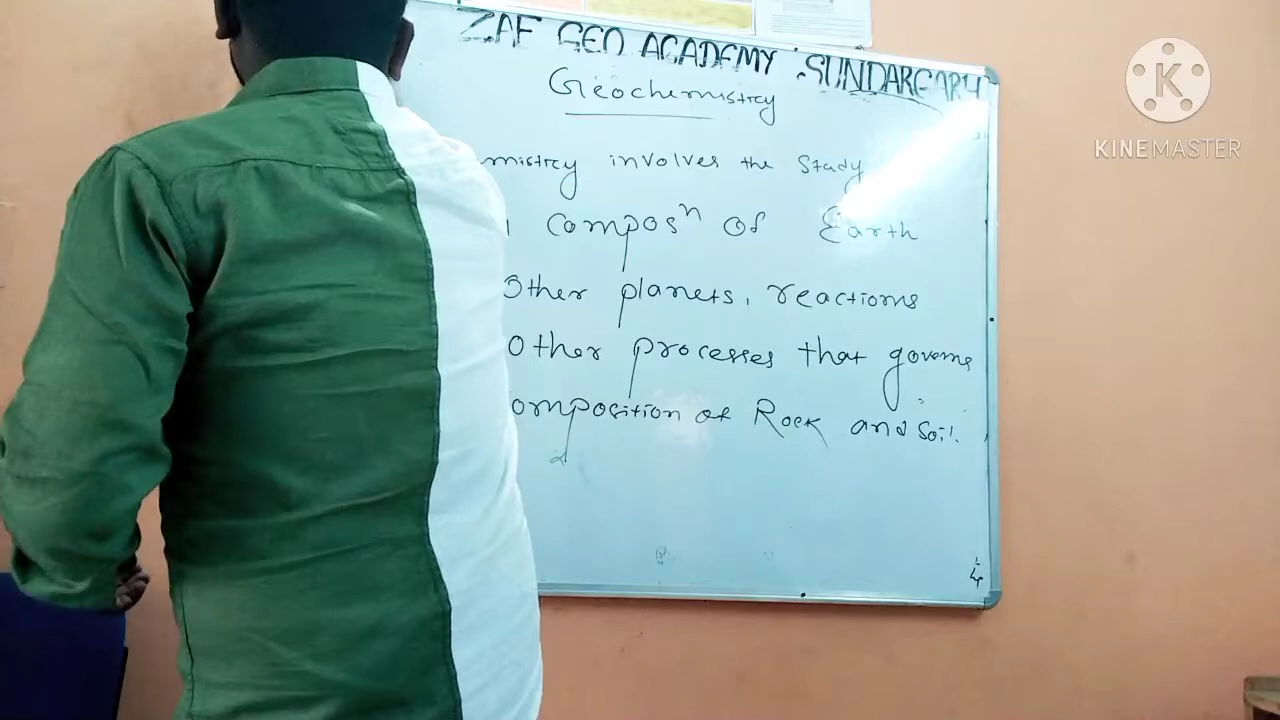 ZAF GEO ACADEMY SUNDARGARH
Geochemistry
mistry involves the Study
composⁿ of Earth
Other planets, reactions
Other processes that governs
omposition of Rock and soil.
KINEMASTER